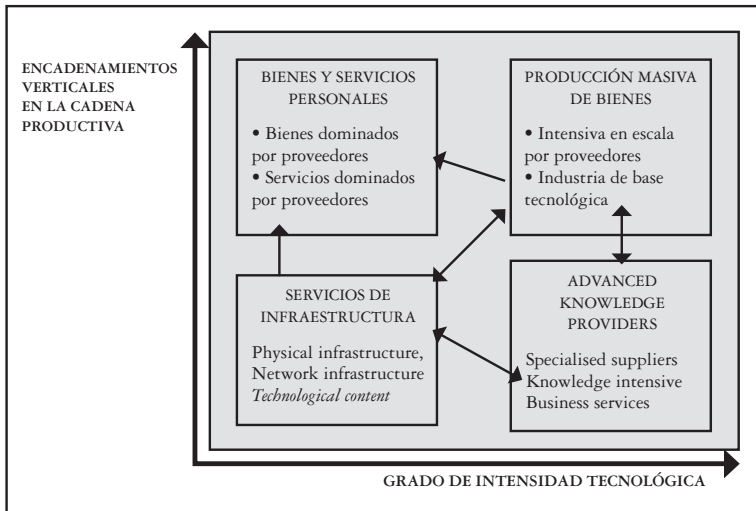 ENCADENAMIENTOS
VERTICALES
EN LA CADENA
PRODUCTIVA
BIENES Y SERVICIOS
PERSONALES
• Bienes dominados
por proveedores
• Servicios dominados
por proveedores
PRODUCCIÓN MASIVA
DE BIENES
• Intensiva en escala
por proveedores
• Industria de base
tecnológica
SERVICIOS DE
INFRAESTRUCTURA
Physical infrastructure,
Network infrastructure
Technological content
ADVANCED
KNOWLEDGE
PROVIDERS
Specialised suppliers
Knowledge intensive
Business services
GRADO DE INTENSIDAD TECNOLÓGICA